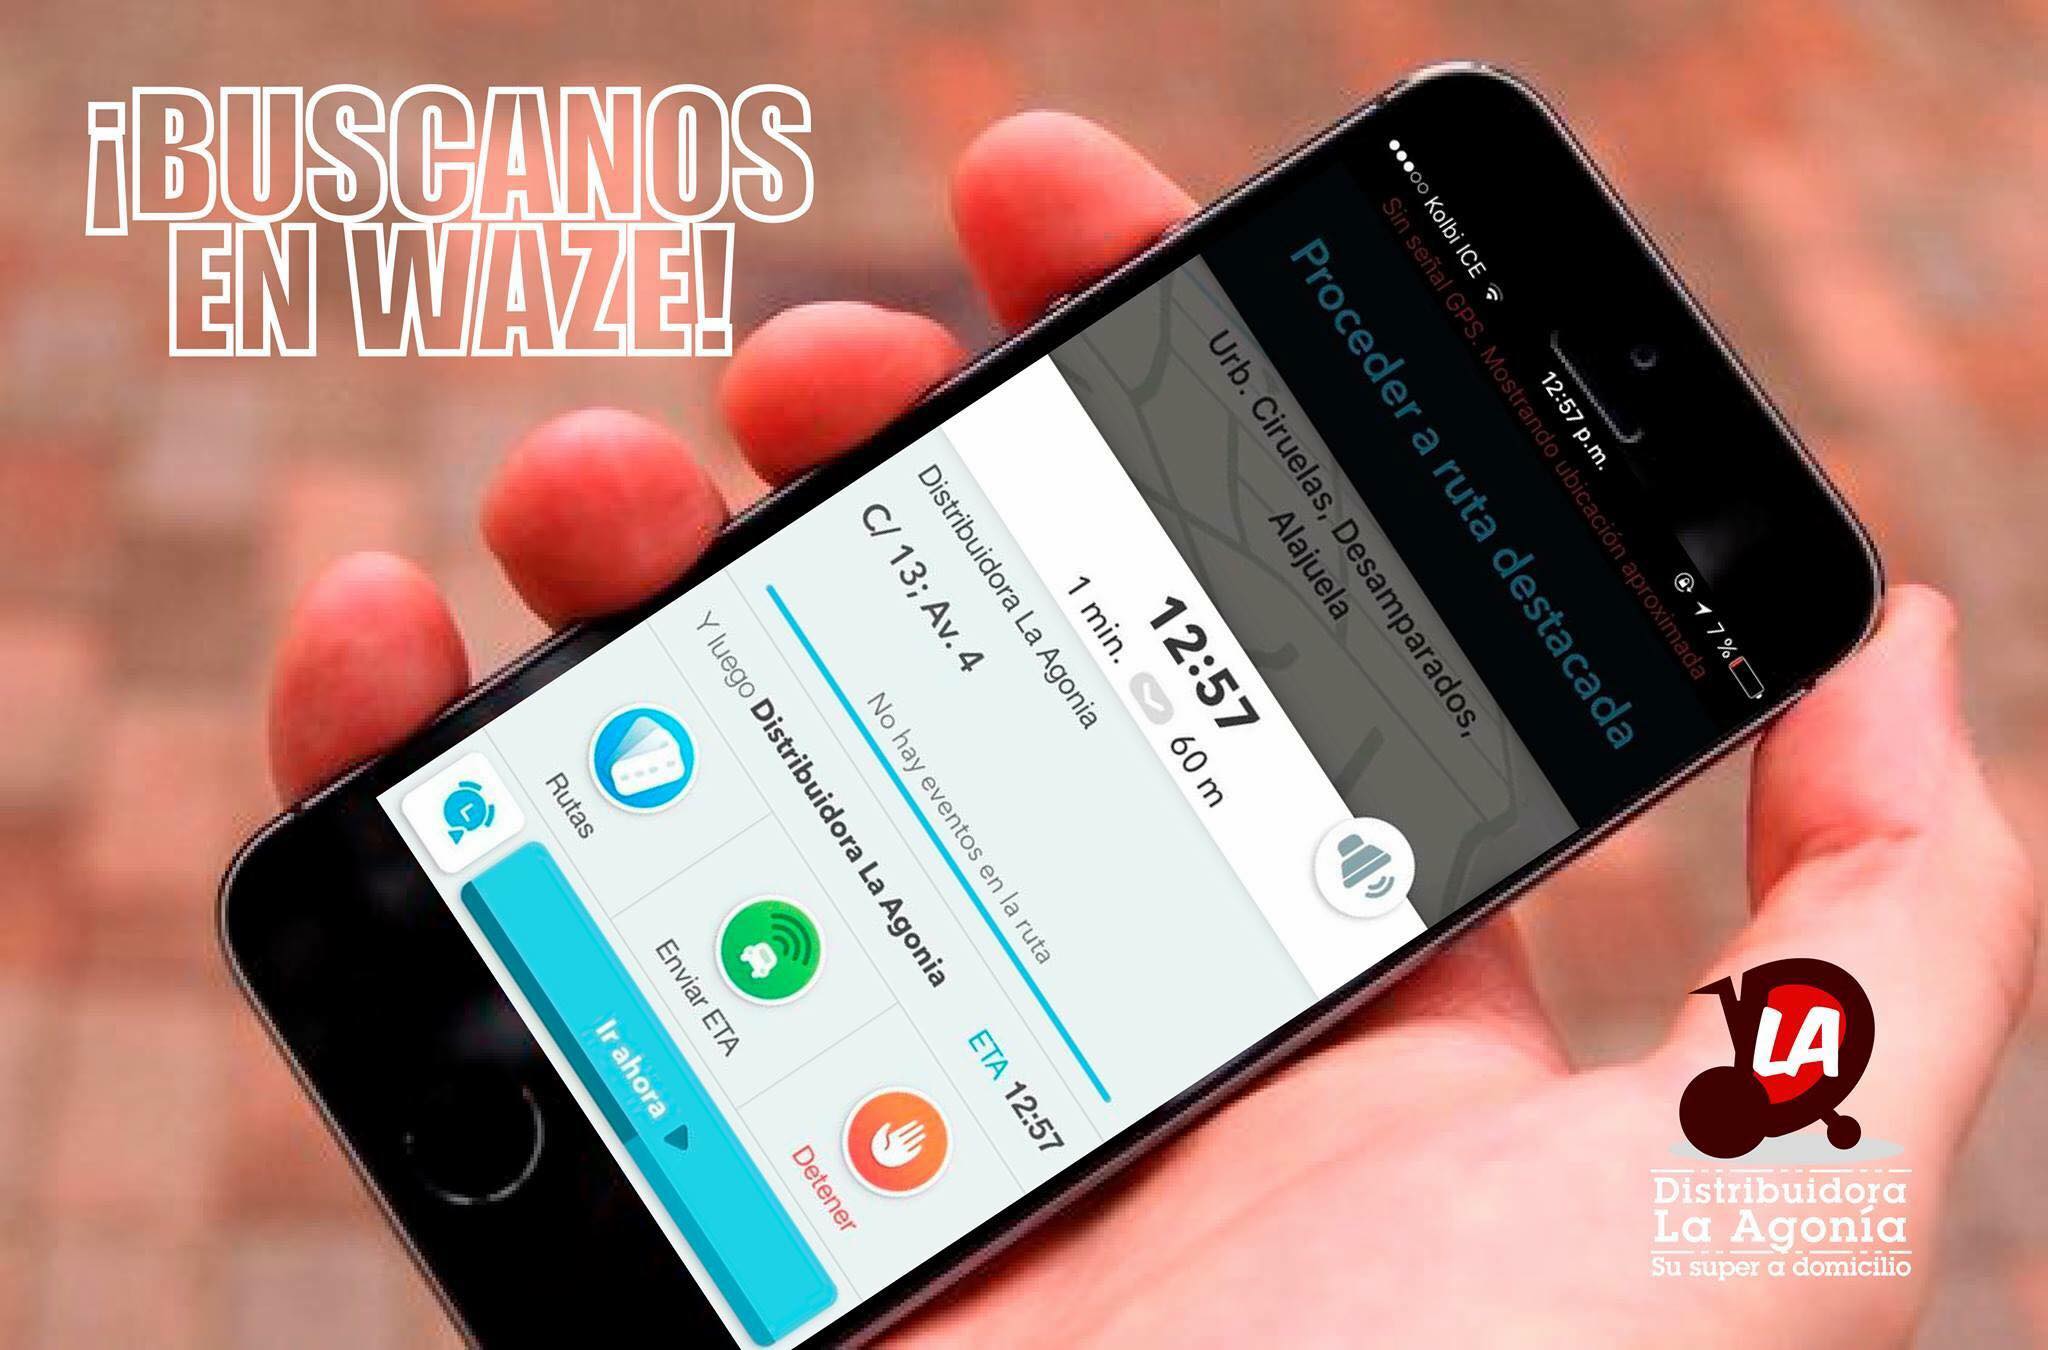 ¡BUSCANOS
EN WAZE!
Kolbi ICE
12:57 p.m.
7%
Sin señal GPS. Mostrando ubicación aproximada
Proceder a ruta destacada
Urb. Ciruelas, Desamparados,
Alajuela
12:57
1 min.
60 m
Distribuidora La Agonia
C/ 13; Av. 4
No hay eventos en la ruta
Y luego Distribuidora La Agonia
ETA 12:57
Rutas
Enviar ETA
Detener
Ir ahora
LA
Distribuidora
La Agonía
Su super a domicilio